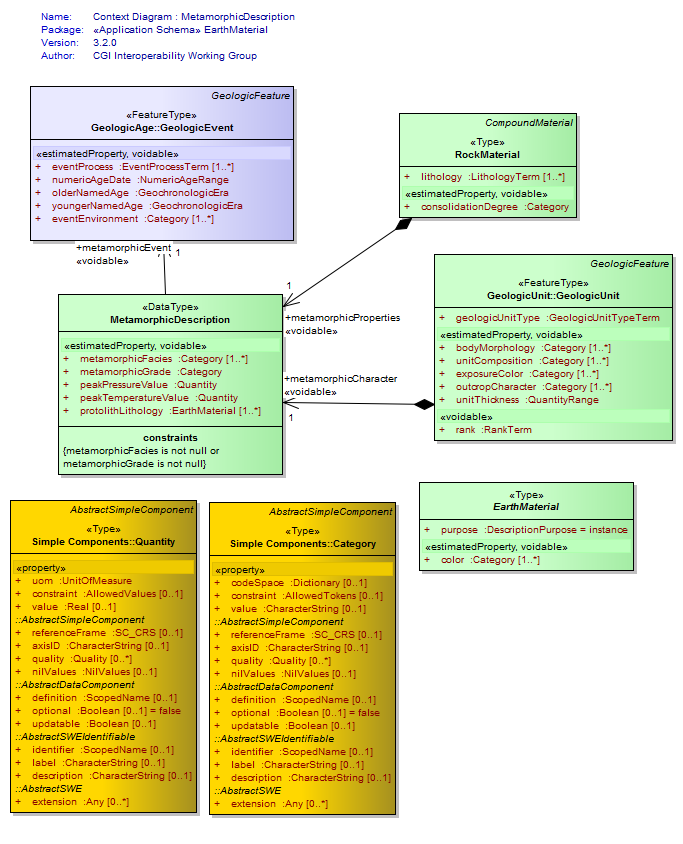 Name: Context Diagram : MetamorphicDescription
Package: «Application Schema» EarthMaterial
Version: 3.2.0
Author: CGI Interoperability Working Group
GeologicFeature
«FeatureType»
GeologicAge::GeologicEvent
«estimatedProperty, voidable»
+ eventProcess :EventProcessTerm [1..*]
+ numericAgeDate :NumericAgeRange
+ olderNamedAge :GeochronologicEra
+ youngerNamedAge :GeochronologicEra
+ eventEnvironment :Category [1..*]
CompoundMaterial
«Type»
RockMaterial
+ lithology :LithologyTerm [1..*]
«estimatedProperty, voidable»
+ consolidationDegree :Category
+metamorphicEvent
1
«voidable»
1
+metamorphicProperties
«voidable»
GeologicFeature
«FeatureType»
GeologicUnit::GeologicUnit
+ geologicUnitType :GeologicUnitTypeTerm
«estimatedProperty, voidable»
+ bodyMorphology :Category [1..*]
+ unitComposition :Category [1..*]
+ exposureColor :Category [1..*]
+ outcropCharacter :Category [1..*]
+ unitThickness :QuantityRange
«voidable»
+ rank :RankTerm
«DataType»
MetamorphicDescription
«estimatedProperty, voidable»
+ metamorphicFacies :Category [1..*]
+ metamorphicGrade :Category
+ peakPressureValue :Quantity
+ peakTemperatureValue :Quantity
+ protolithLithology :EarthMaterial [1..*]
constraints
{metamorphicFacies is not null or
metamorphicGrade is not null}
+metamorphicCharacter
«voidable»
1
«Type»
EarthMaterial
+ purpose :DescriptionPurpose = instance
«estimatedProperty, voidable»
+ color :Category [1..*]
AbstractSimpleComponent
«Type»
Simple Components::Quantity
«property»
+ uom :UnitOfMeasure
+ constraint :AllowedValues [0..1]
+ value :Real [0..1]
::AbstractSimpleComponent
+ referenceFrame :SC_CRS [0..1]
+ axisID :CharacterString [0..1]
+ quality :Quality [0..*]
+ nilValues :NilValues [0..1]
::AbstractDataComponent
+ definition :ScopedName [0..1]
+ optional :Boolean [0..1] = false
+ updatable :Boolean [0..1]
::AbstractSWEIdentifiable
+ identifier :ScopedName [0..1]
+ label :CharacterString [0..1]
+ description :CharacterString [0..1]
::AbstractSWE
+ extension :Any [0..*]
AbstractSimpleComponent
«Type»
Simple Components::Category
«property»
+ codeSpace :Dictionary [0..1]
+ constraint :AllowedTokens [0..1]
+ value :CharacterString [0..1]
::AbstractSimpleComponent
+ referenceFrame :SC_CRS [0..1]
+ axisID :CharacterString [0..1]
+ quality :Quality [0..*]
+ nilValues :NilValues [0..1]
::AbstractDataComponent
+ definition :ScopedName [0..1]
+ optional :Boolean [0..1] = false
+ updatable :Boolean [0..1]
::AbstractSWEIdentifiable
+ identifier :ScopedName [0..1]
+ label :CharacterString [0..1]
+ description :CharacterString [0..1]
::AbstractSWE
+ extension :Any [0..*]